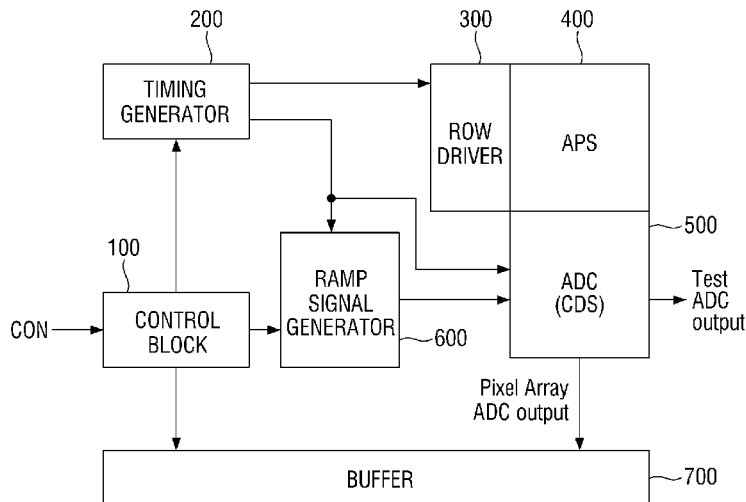 200
300
400
TIMING
GENERATOR
ROW
DRIVER
APS
100
500
RAMP
SIGNAL
GENERATOR
ADC
(CDS)
Test
ADC
output
CON
CONTROL
BLOCK
600
Pixel Array
ADC output
BUFFER
700